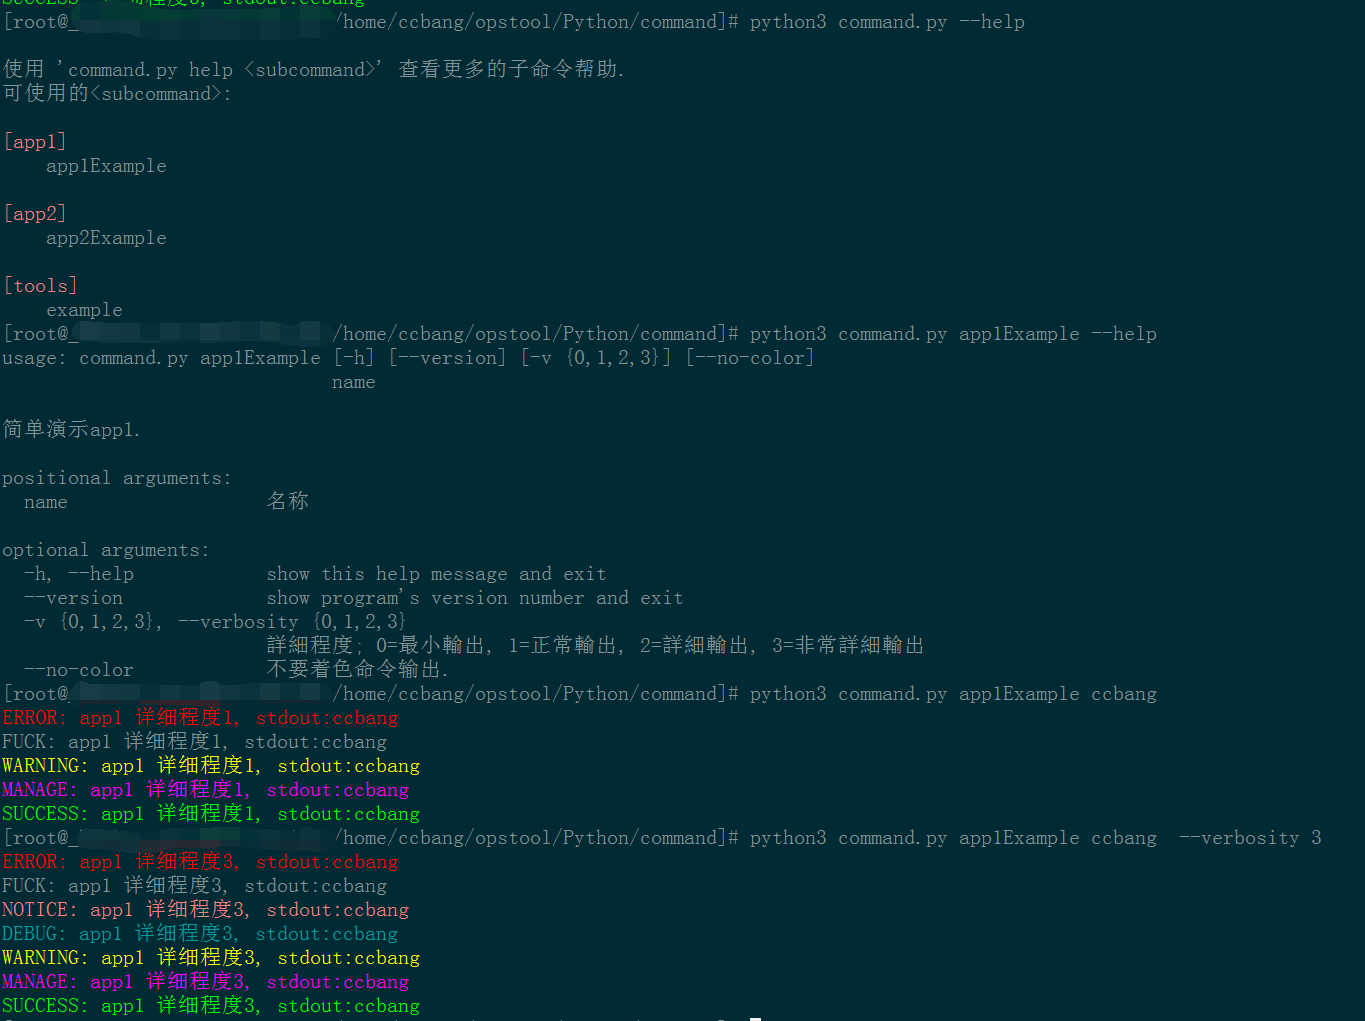 SUCCESS
stdout:ccbang
[root@_ /home/ccbang/opstool/Python/command]# python3 command.py --help
使用 'command.py help <subcommand>' 查看更多的子命令帮助.
可使用的<subcommand>:
[app1]
app1Example
[app2]
app2Example
[tools]
example
[root@_ /home/ccbang/opstool/Python/command]# python3 command.py app1Example --help
usage: command.py app1Example [-h] [--version] [-v {0,1,2,3}] [--no-color]
name
简单演示app1.
positional arguments:
name 名称
optional arguments:
-h, --help show this help message and exit
--version show program's version number and exit
-v {0,1,2,3}, --verbosity {0,1,2,3}
詳細程度; 0=最小輸出, 1=正常輸出, 2=詳細輸出, 3=非常詳細輸出
--no-color 不要着色命令输出.
[root@ /home/ccbang/opstool/Python/command]# python3 command.py app1Example ccbang
ERROR: app1 详细程度1, stdout:ccbang
FUCK: app1 详细程度1, stdout:ccbang
WARNING: app1 详细程度1, stdout:ccbang
MANAGE: app1 详细程度1, stdout:ccbang
SUCCESS: app1 详细程度1, stdout:ccbang
[root@_ /home/ccbang/opstool/Python/command]# python3 command.py app1Example ccbang --verbosity 3
ERROR: app1 详细程度3, stdout:ccbang
FUCK: app1 详细程度3, stdout:ccbang
NOTICE: app1 详细程度3, stdout:ccbang
DEBUG: app1 详细程度3, stdout:ccbang
WARNING: app1 详细程度3, stdout:ccbang
MANAGE: app1 详细程度3, stdout:ccbang
SUCCESS: app1 详细程度3, stdout:ccbang